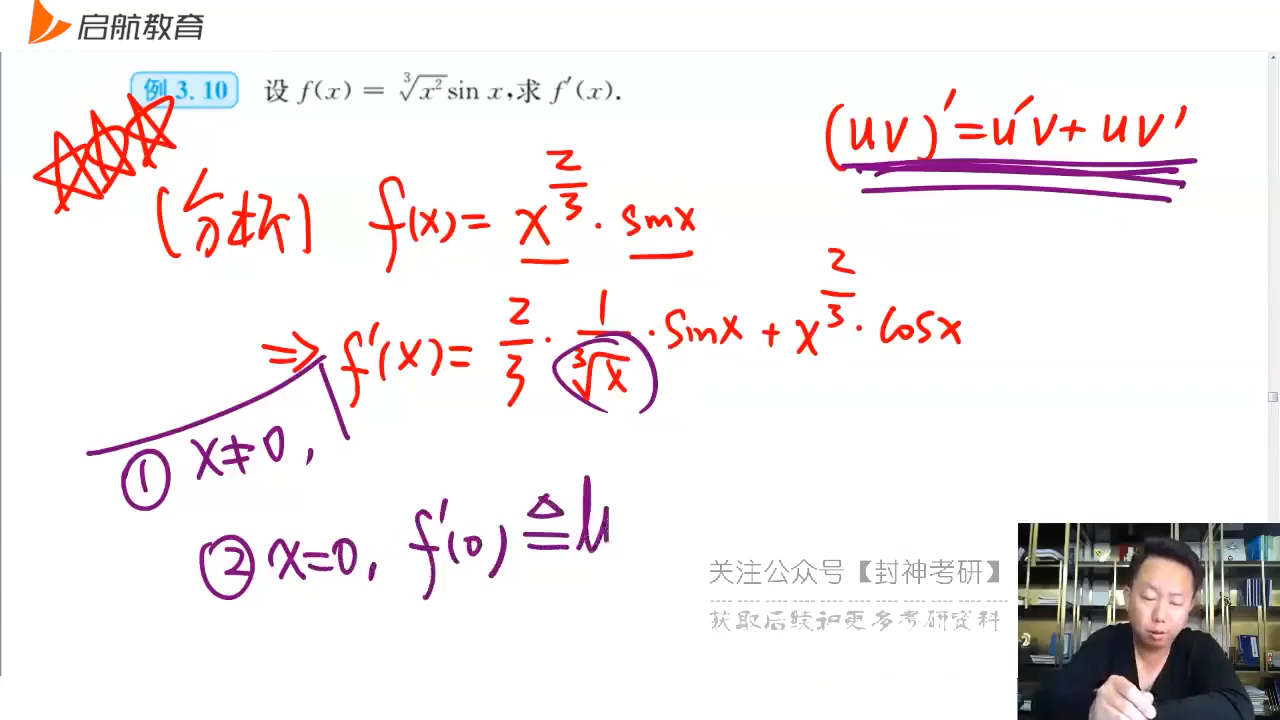 启航教育
例 3.10 设 f(x) = ∛x² sin x,求 f′(x).
(uv)′=u′v+uv′
(分析) f(x)= x^{2/3} · sinx
⇒ f′(x)= 2/3 · 1/∛x · sinx + x^{2/3} · cosx
① x≠0,
② x=0, f′(0) ≜ li
关注公众号【封神考研】
获取后续和更多考研资料